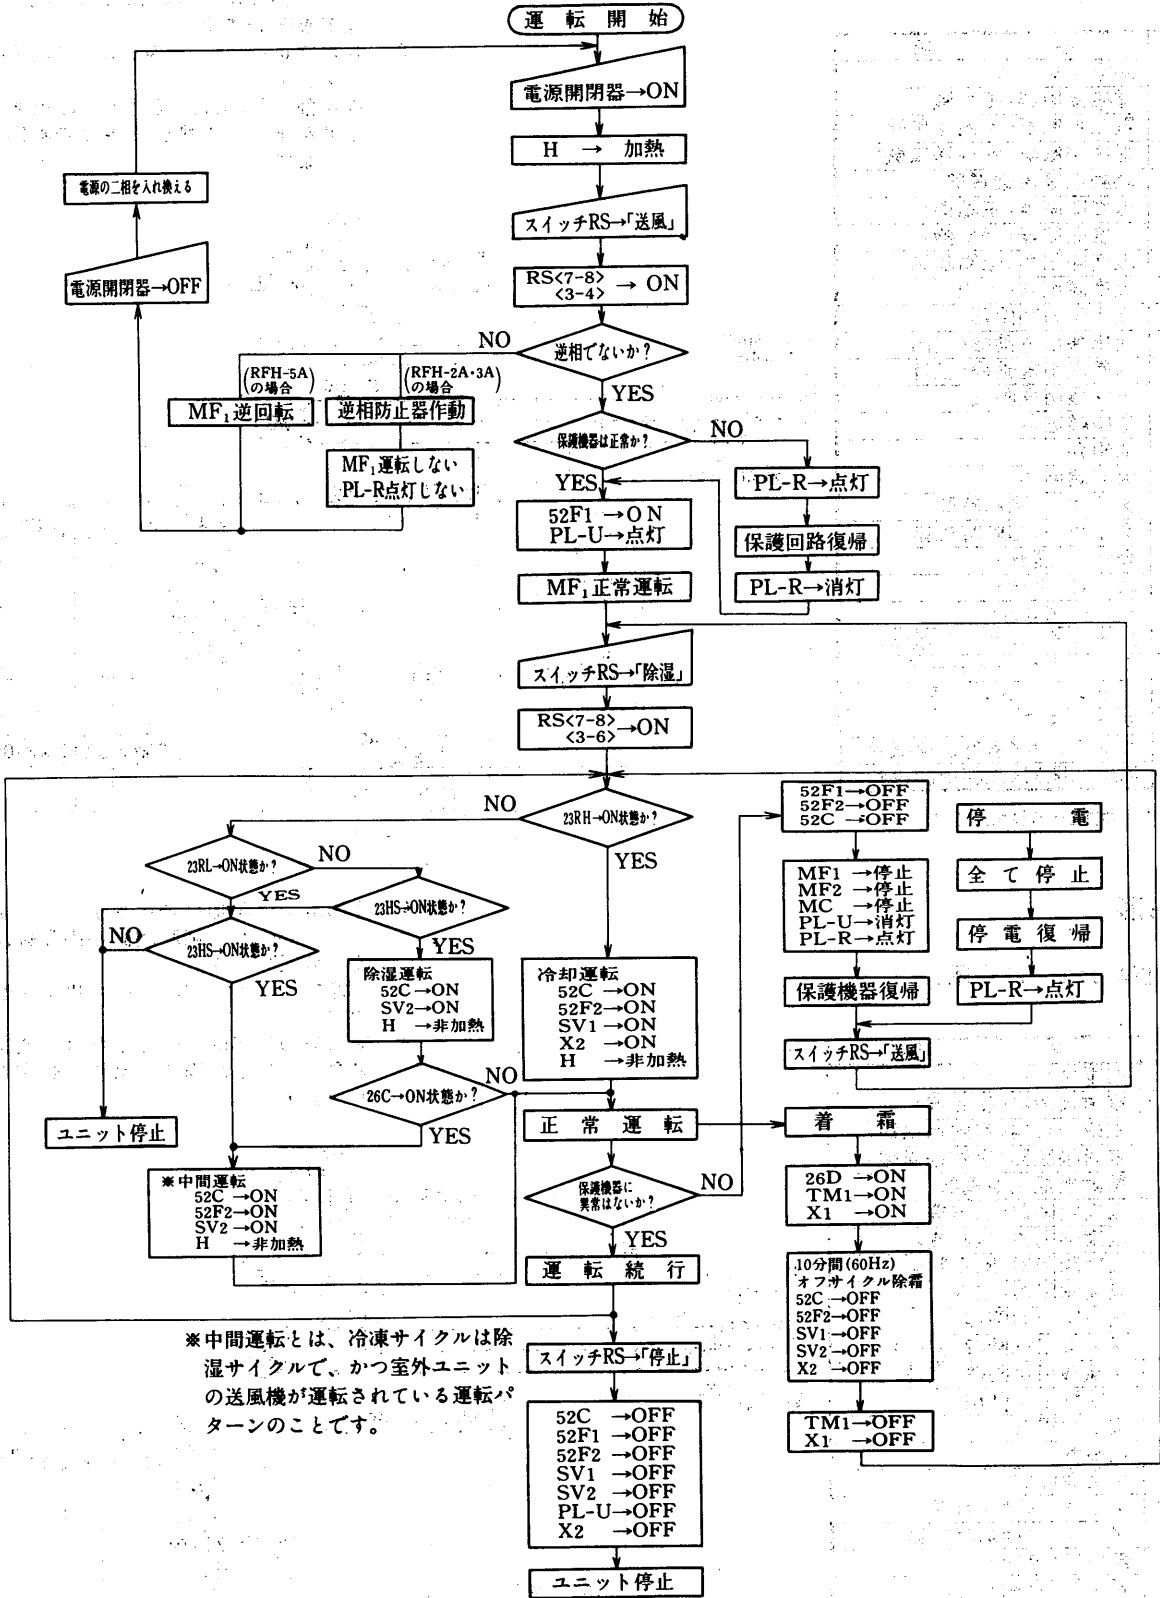 運転開始
電源開閉器→ON
H → 加熱
電源の二相を入れ換える
スイッチRS→「送風」
電源開閉器→OFF
RS<7-8>
<3-4> → ON
逆相でないか?
NO
YES
(RFH-5A)
の場合
(RFH-2A・3A)
の場合
MF₁逆回転
逆相防止器作動
MF₁運転しない
PL-R点灯しない
保護機器は正常か?
NO
YES
PL-R→点灯
52F1 →ON
PL-U→点灯
保護回路復帰
MF₁正常運転
PL-R→消灯
スイッチRS→「除湿」
RS<7-8>
<3-6> →ON
23RH→ON状態か?
NO
YES
23RL→ON状態か?
NO
YES
23HS→ON状態か?
YES
23HS→ON状態か?
NO
YES
除湿運転
52C →ON
SV2→ON
H →非加熱
冷却運転
52C →ON
52F2→ON
SV1→ON
X2 →ON
H →非加熱
26C→ON状態か?
NO
YES
ユニット停止
※中間運転
52C →ON
52F2→ON
SV2→ON
H →非加熱
正常運転
保護機器に
異常はないか?
NO
YES
運転続行
52F1→OFF
52F2→OFF
52C →OFF
MF1 →停止
MF2 →停止
MC →停止
PL-U→消灯
PL-R→点灯
保護機器復帰
停電
全て停止
停電復帰
PL-R→点灯
スイッチRS→「送風」
着霜
26D →ON
TM1→ON
X1 →ON
10分間(60Hz)
オフサイクル除霜
52C →OFF
52F2→OFF
SV1→OFF
SV2→OFF
X2 →OFF
TM1→OFF
X1 →OFF
※中間運転とは、冷凍サイクルは除
湿サイクルで、かつ室外ユニット
の送風機が運転されている運転パ
ターンのことです。
スイッチRS→「停止」
52C →OFF
52F1 →OFF
52F2 →OFF
SV1 →OFF
SV2 →OFF
PL-U→OFF
X2 →OFF
ユニット停止